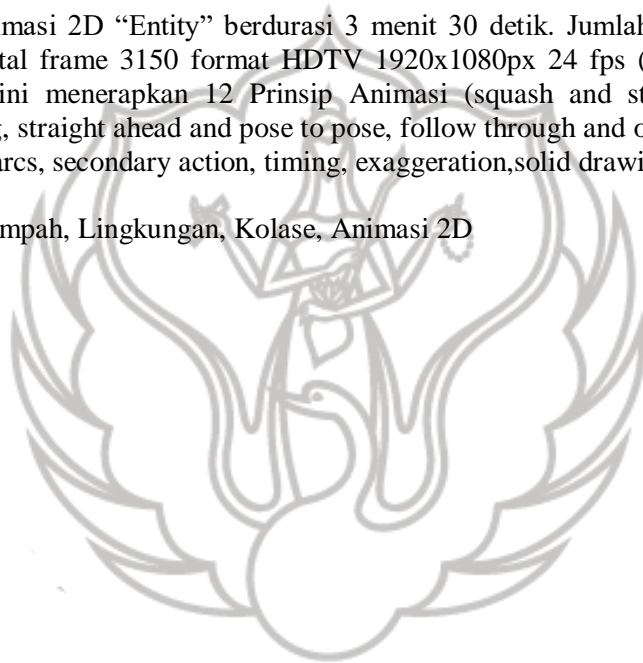 imasi 2D “Entity” berdurasi 3 menit 30 detik. Jumlah
tal frame 3150 format HDTV 1920x1080px 24 fps (
ini menerapkan 12 Prinsip Animasi (squash and st
g, straight ahead and pose to pose, follow through and o
arcs, secondary action, timing, exaggeration,solid drawi
mpah, Lingkungan, Kolase, Animasi 2D